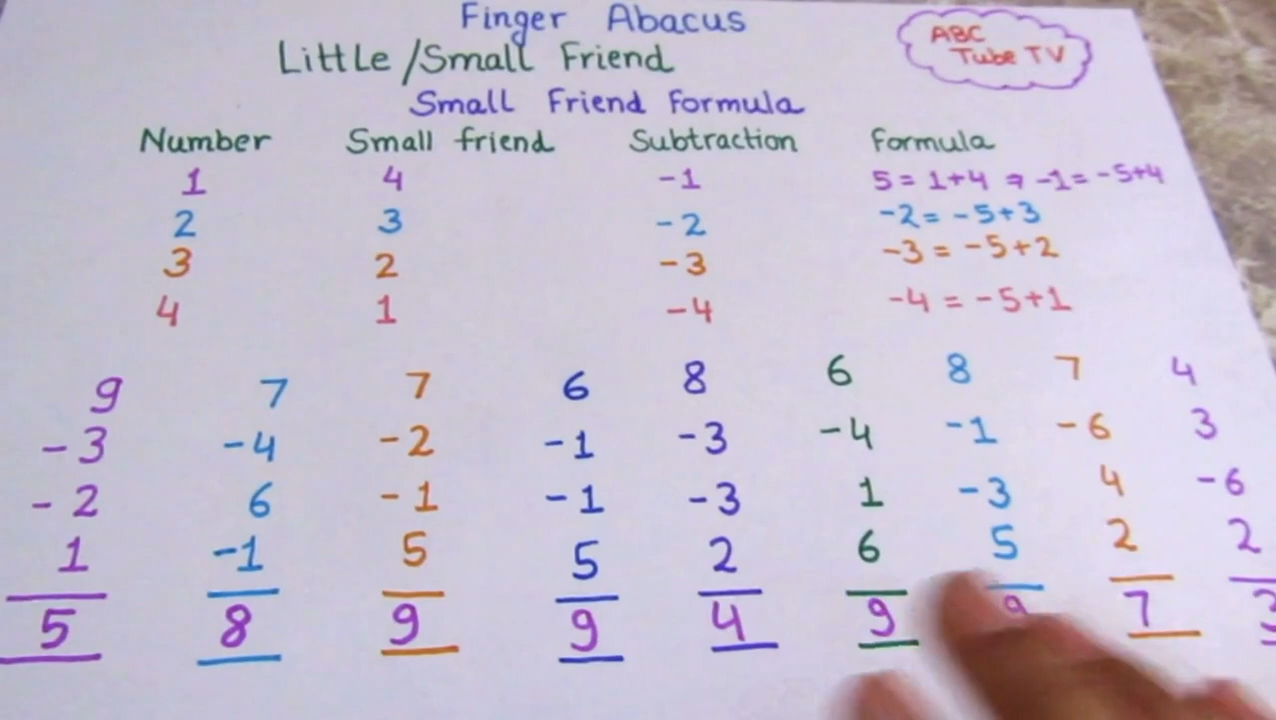 Finger Abacus
ABC
Tube TV
Little/Small Friend
Small Friend Formula
Number Small friend Subtraction Formula
1 4 -1 5=1+4 ⇒ -1=-5+4
2 3 -2 -2=-5+3
3 2 -3 -3=-5+2
4 1 -4 -4=-5+1
9 7 7 6 8 6 8 7 4
-3 -4 -2 -1 -3 -4 -1 -6 3
-2 6 -1 -1 -3 1 -3 4 -6
1 -1 5 5 2 6 5 2 2
5 8 9 9 4 9 9 7 3